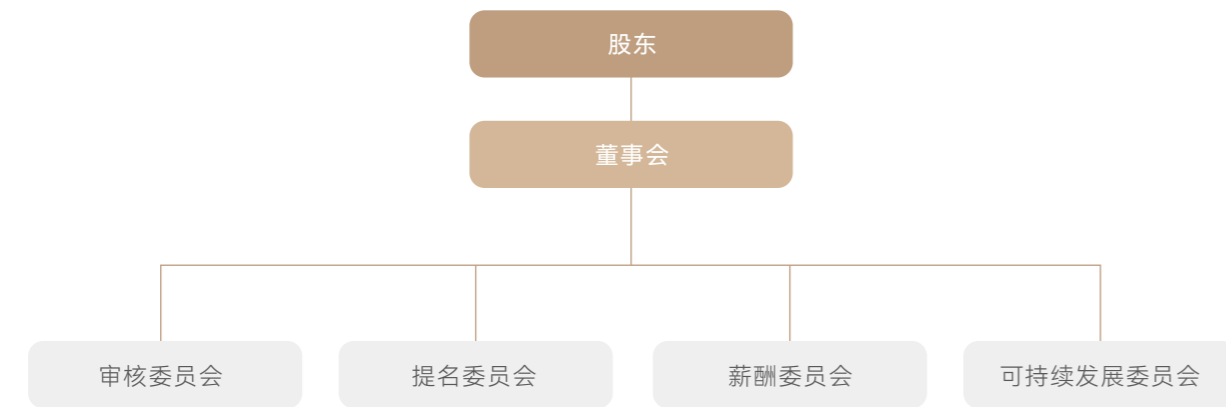 股东
董事会
审核委员会
提名委员会
薪酬委员会
可持续发展委员会